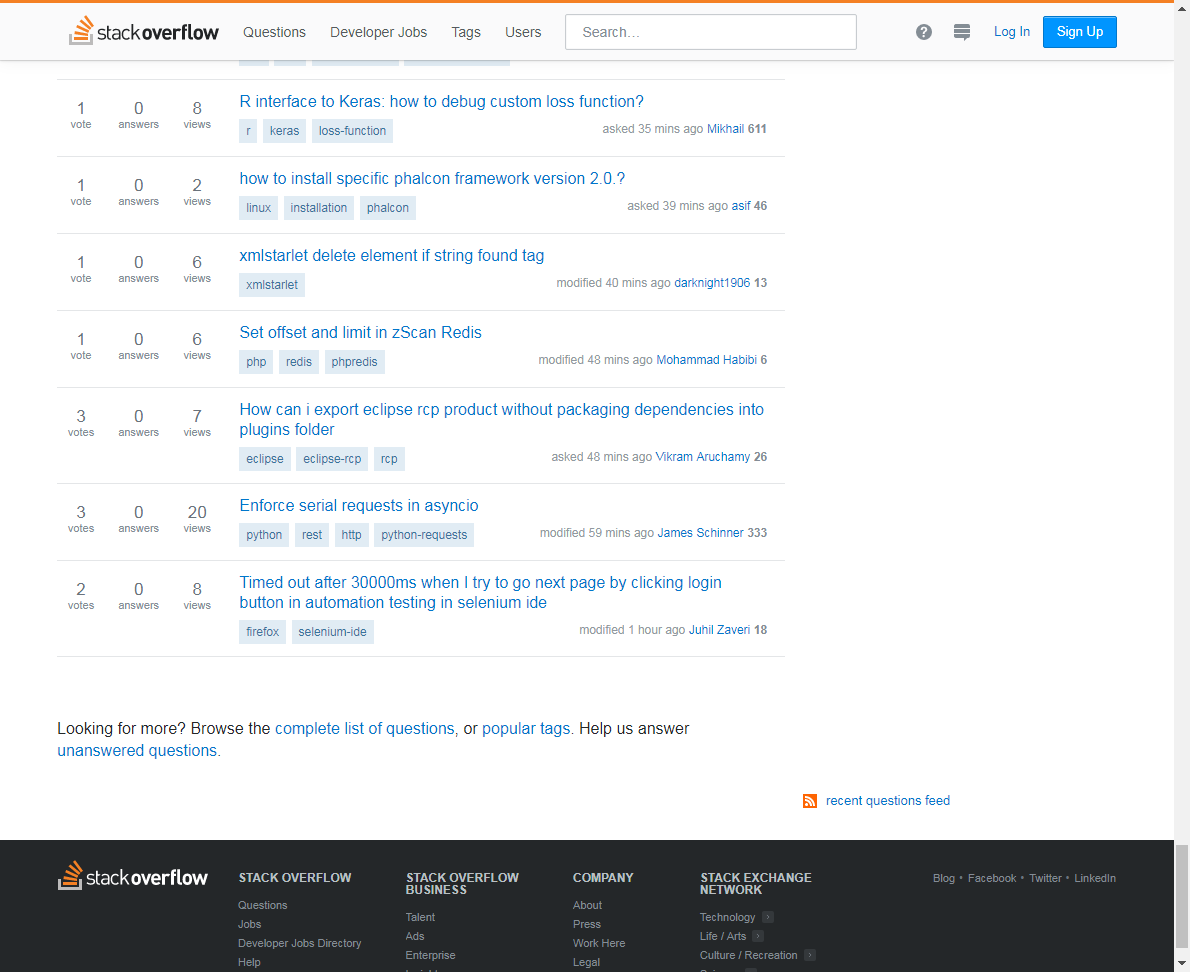 stackoverflow Questions Developer Jobs Tags Users Search... Log In Sign Up
1 0 8 R interface to Keras: how to debug custom loss function?
vote answers views
r keras loss-function asked 35 mins ago Mikhail 611
1 0 2 how to install specific phalcon framework version 2.0.?
vote answers views
linux installation phalcon asked 39 mins ago asif 46
1 0 6 xmlstarlet delete element if string found tag
vote answers views
xmlstarlet modified 40 mins ago darknight1906 13
1 0 6 Set offset and limit in zScan Redis
vote answers views
php redis phpredis modified 48 mins ago Mohammad Habibi 6
3 0 7 How can i export eclipse rcp product without packaging dependencies into
votes answers views plugins folder
eclipse eclipse-rcp rcp asked 48 mins ago Vikram Aruchamy 26
3 0 20 Enforce serial requests in asyncio
votes answers views
python rest http python-requests modified 59 mins ago James Schinner 333
2 0 8 Timed out after 30000ms when I try to go next page by clicking login
votes answers views button in automation testing in selenium ide
firefox selenium-ide modified 1 hour ago Juhil Zaveri 18
Looking for more? Browse the complete list of questions, or popular tags. Help us answer
unanswered questions.
recent questions feed
stackoverflow STACK OVERFLOW STACK OVERFLOW COMPANY STACK EXCHANGE Blog • Facebook • Twitter • LinkedIn
BUSINESS NETWORK
Questions About
Talent Technology
Jobs Press
Ads Life / Arts
Developer Jobs Directory Work Here
Enterprise Culture / Recreation
Help Legal